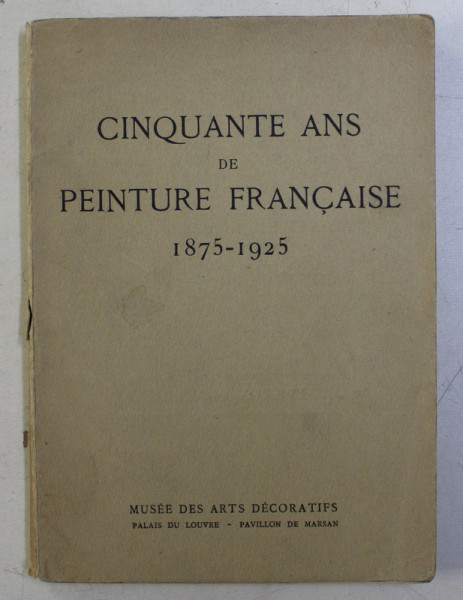 CINQUANTE ANS
DE
PEINTURE FRANÇAISE
1875-1925
MUSÉE DES ARTS DÉCORATIFS
PALAIS DU LOUVRE - PAVILLON DE MARSAN